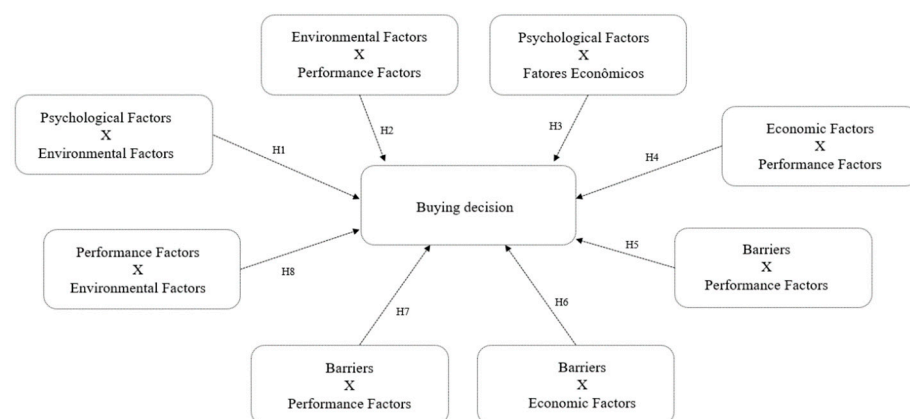 Environmental Factors
X
Performance Factors
Psychological Factors
X
Fatores Econômicos
Psychological Factors
X
Environmental Factors
Economic Factors
X
Performance Factors
H1
H2
H3
H4
Buying decision
Performance Factors
X
Environmental Factors
Barriers
X
Performance Factors
H8
H7
H6
H5
Barriers
X
Performance Factors
Barriers
X
Economic Factors